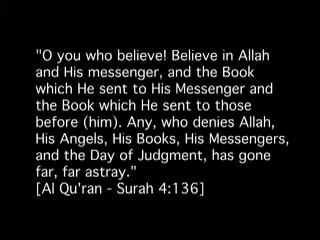 "O you who believe! Believe in Allah
and His messenger, and the Book
which He sent to His Messenger and
the Book which He sent to those
before (him). Any, who denies Allah,
His Angels, His Books, His Messengers,
and the Day of Judgment, has gone
far, far astray."
[Al Qu'ran - Surah 4:136]